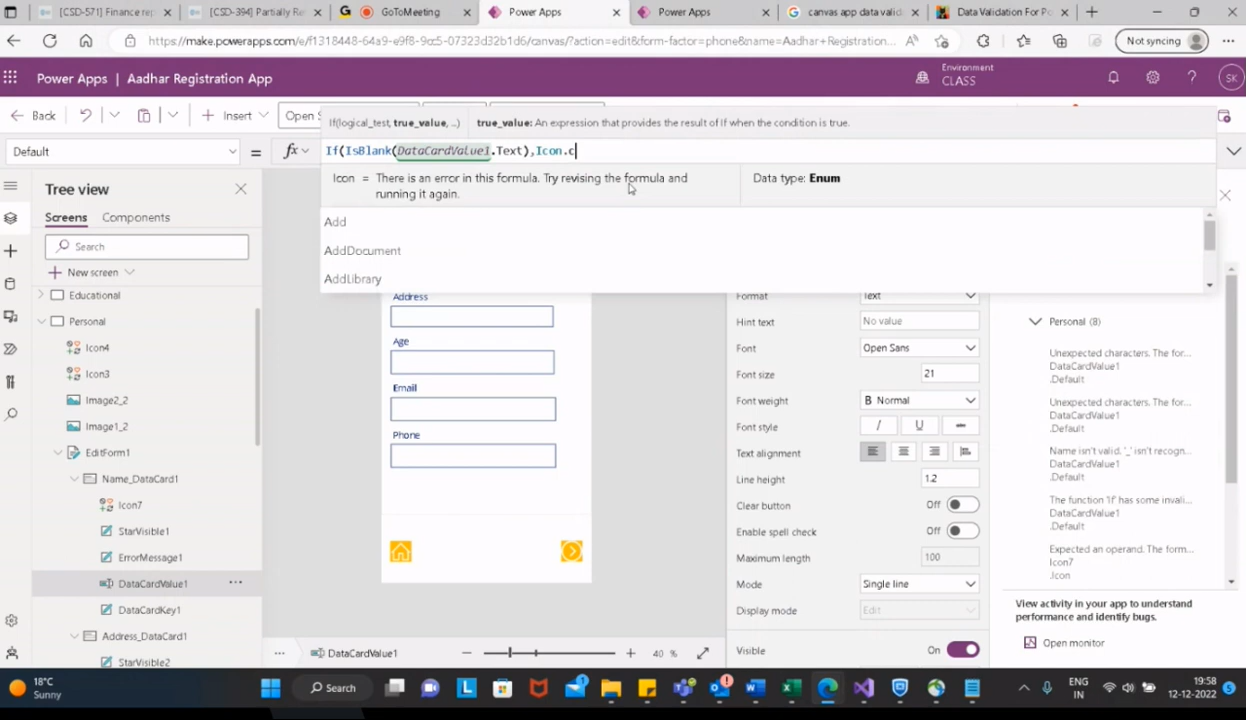 [CSD-571] Finance rep
[CSD-394] Partially Re
GoToMeeting
Power Apps
Power Apps
canvas app data valid
Data Validation For Po
https://make.powerapps.com/e/f1318448-64a9-e9f8-9cc5-07323d32b1d6/canvas/?action=edit&form-factor=phone&name=Aadhar+Registration...
Not syncing
Power Apps | Aadhar Registration App
Environment
CLASS
SK
Back
Insert
Open S
If(logical_test, true_value, ..)
true_value: An expression that provides the result of If when the condition is true.
Default
=
fx
If(IsBlank(DataCardValue1.Text),Icon.c
Icon = There is an error in this formula. Try revising the formula and
running it again.
Data type: Enum
Add
AddDocument
AddLibrary
Tree view
Screens
Components
Search
New screen
Educational
Personal
Icon4
Icon3
Image2_2
Image1_2
EditForm1
Name_DataCard1
Icon7
StarVisible1
ErrorMessage1
DataCardValue1
DataCardKey1
Address_DataCard1
StarVisible2
Address
Age
Email
Phone
DataCardValue1
40 %
Format
Text
Hint text
No value
Font
Open Sans
Font size
21
Font weight
B Normal
Font style
Text alignment
Line height
1.2
Clear button
Off
Enable spell check
Off
Maximum length
100
Mode
Single line
Display mode
Edit
Visible
On
Personal (8)
Unexpected characters. The for...
DataCardValue1
.Default
Unexpected characters. The for...
DataCardValue1
.Default
Name isn't valid. '_' isn't recogn...
DataCardValue1
.Default
The function 'If' has some invali...
DataCardValue1
.Default
Expected an operand. The form...
Icon7
.Icon
View activity in your app to understand
performance and identify bugs.
Open monitor
18°C
Sunny
Search
ENG
IN
19:58
12-12-2022
5